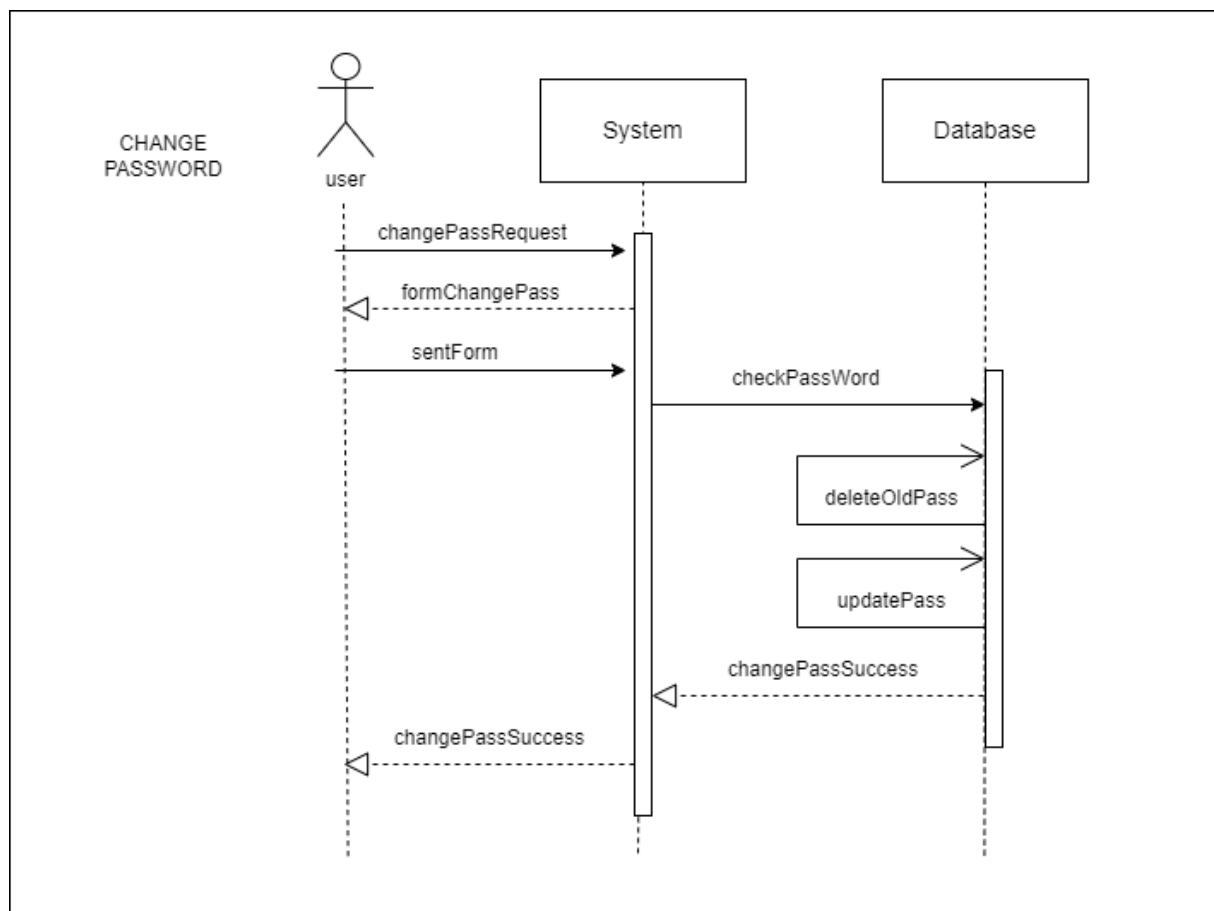 System
Database
CHANGE
PASSWORD
user
changePassRequest
formChangePass
sentForm
checkPassWord
deleteOldPass
updatePass
changePassSuccess
changePassSuccess